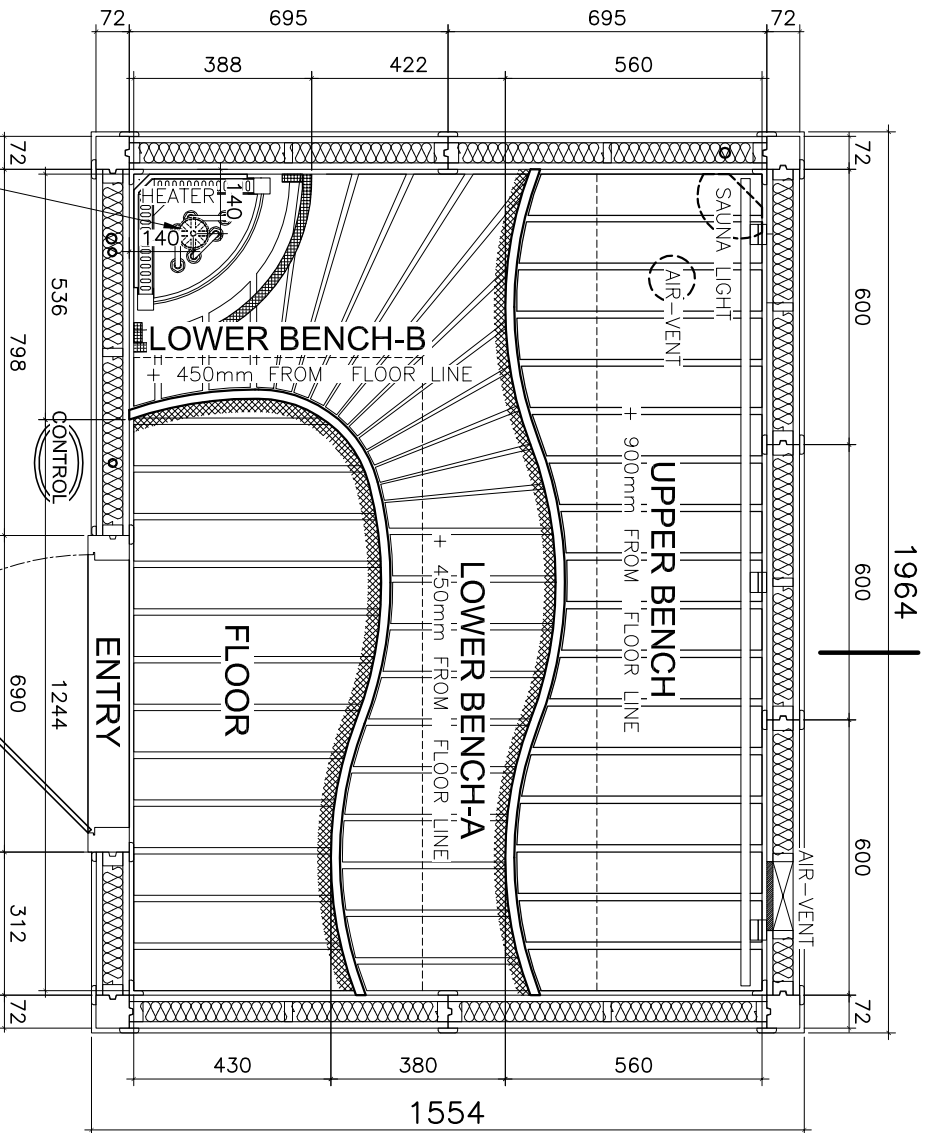 72
695
695
72
388
422
560
72
536
798
CONTROL
690
1244
312
72
HEATER
140
140
LOWER BENCH-B
+ 450mm FROM FLOOR LINE
SAUNA LIGHT
AIR-VENT
UPPER BENCH
+ 900mm FROM FLOOR LINE
LOWER BENCH-A
+ 450mm FROM FLOOR LINE
FLOOR
ENTRY
AIR-VENT
72
600
600
600
72
1964
430
380
560
1554